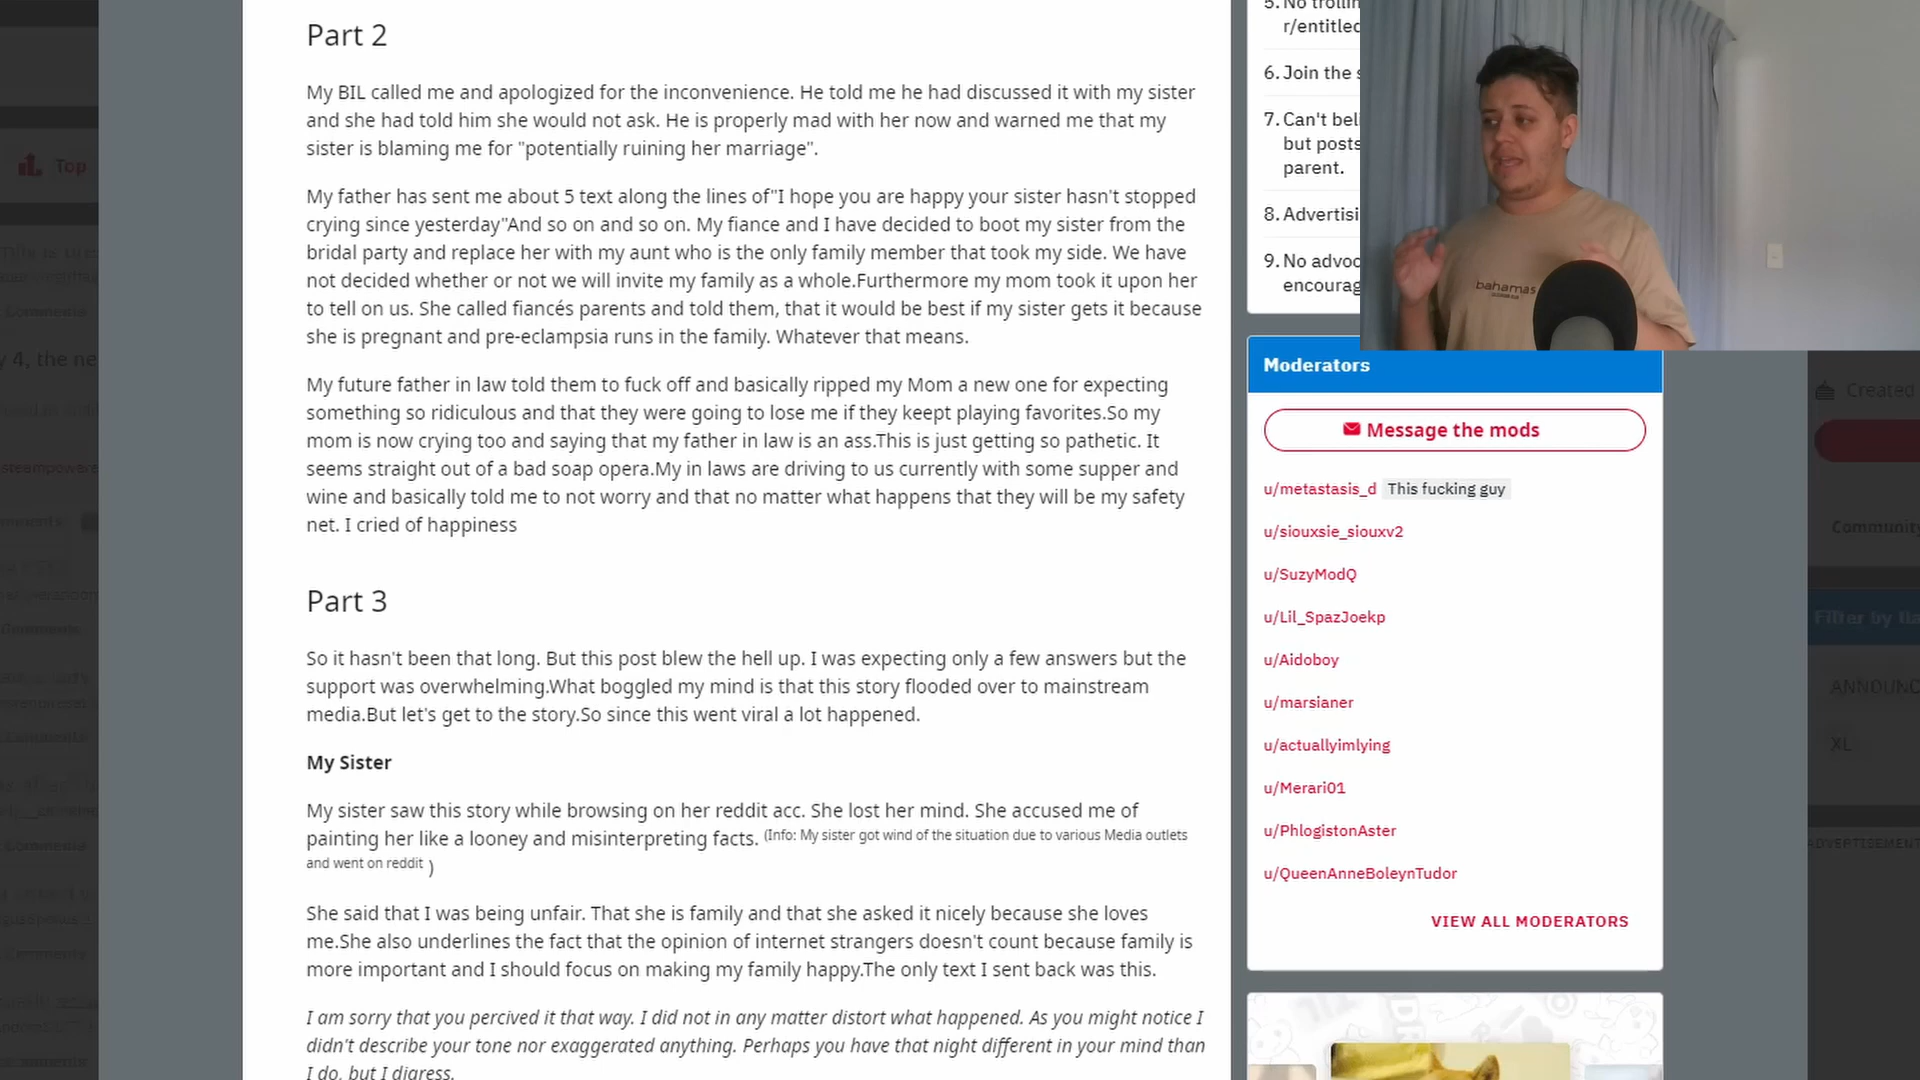 Part 2
My BIL called me and apologized for the inconvenience. He told me he had discussed it with my sister
and she had told him she would not ask. He is properly mad with her now and warned me that my
sister is blaming me for "potentially ruining her marriage".
My father has sent me about 5 text along the lines of"I hope you are happy your sister hasn't stopped
crying since yesterday"And so on and so on. My fiance and I have decided to boot my sister from the
bridal party and replace her with my aunt who is the only family member that took my side. We have
not decided whether or not we will invite my family as a whole.Furthermore my mom took it upon her
to tell on us. She called fiancés parents and told them, that it would be best if my sister gets it because
she is pregnant and pre-eclampsia runs in the family. Whatever that means.
My future father in law told them to fuck off and basically ripped my Mom a new one for expecting
something so ridiculous and that they were going to lose me if they keept playing favorites.So my
mom is now crying too and saying that my father in law is an ass.This is just getting so pathetic. It
seems straight out of a bad soap opera.My in laws are driving to us currently with some supper and
wine and basically told me to not worry and that no matter what happens that they will be my safety
net. I cried of happiness
Part 3
So it hasn't been that long. But this post blew the hell up. I was expecting only a few answers but the
support was overwhelming.What boggled my mind is that this story flooded over to mainstream
media.But let's get to the story.So since this went viral a lot happened.
My Sister
My sister saw this story while browsing on her reddit acc. She lost her mind. She accused me of
painting her like a looney and misinterpreting facts. (Info: My sister got wind of the situation due to various Media outlets
and went on reddit )
She said that I was being unfair. That she is family and that she asked it nicely because she loves
me.She also underlines the fact that the opinion of internet strangers doesn't count because family is
more important and I should focus on making my family happy.The only text I sent back was this.
I am sorry that you percived it that way. I did not in any matter distort what happened. As you might notice I
didn't describe your tone nor exaggerated anything. Perhaps you have that night different in your mind than
I do, but I digress.
5. No trollin
r/entitled
6. Join the s
7. Can't beli
but posts
parent.
8. Advertisi
9. No advoc
encourag
bahamas
Moderators
Message the mods
u/metastasis_d This fucking guy
u/siouxsie_siouxv2
u/SuzyModQ
u/Lil_SpazJoekp
u/Aidoboy
u/marsianer
u/actuallyimlying
u/Merari01
u/PhlogistonAster
u/QueenAnneBoleynTudor
VIEW ALL MODERATORS
Top
y 4, the ne
Created
Community
Filter by fla
ANNOUNC
XL
ADVERTISEMENT